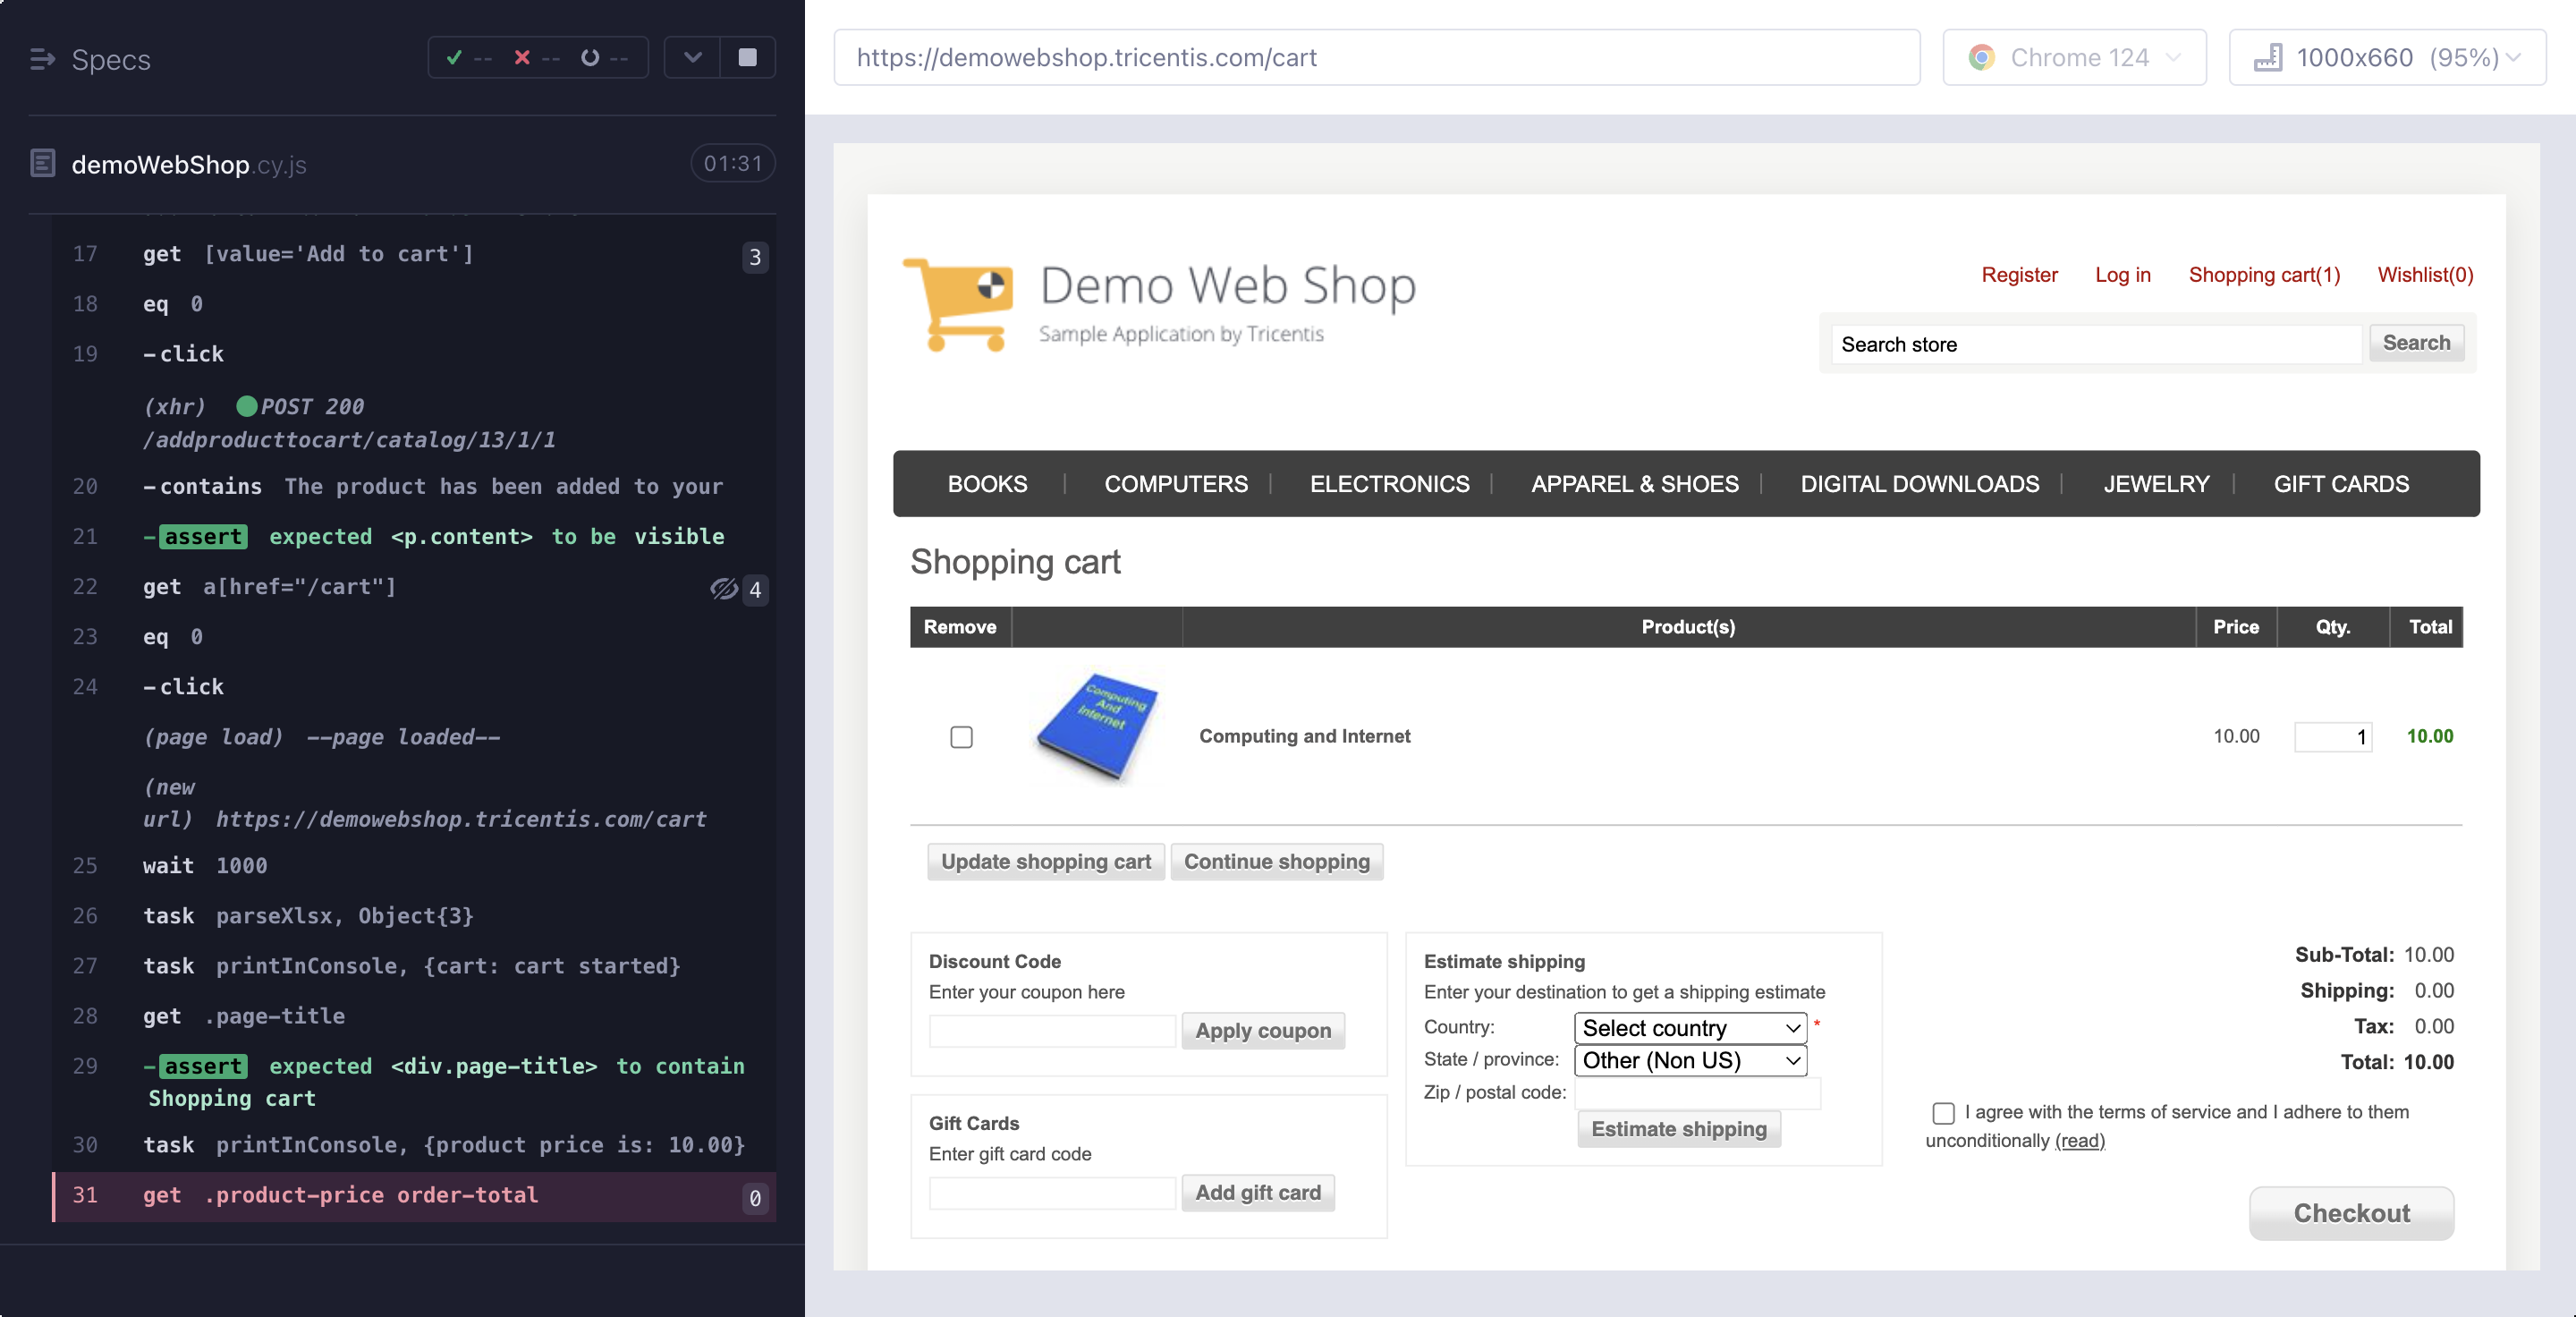 Specs
-- -- --
demoWebShop.cy.js 01:31
17 get [value='Add to cart'] 3
18 eq 0
19 -click
(xhr) POST 200
/addproducttocart/catalog/13/1/1
20 -contains The product has been added to your
21 -assert expected <p.content> to be visible
22 get a[href="/cart"] 4
23 eq 0
24 -click
(page load) --page loaded--
(new
url) https://demowebshop.tricentis.com/cart
25 wait 1000
26 task parseXlsx, Object{3}
27 task printInConsole, {cart: cart started}
28 get .page-title
29 -assert expected <div.page-title> to contain
Shopping cart
30 task printInConsole, {product price is: 10.00}
31 get .product-price order-total 0
https://demowebshop.tricentis.com/cart
Chrome 124
1000x660 (95%)
Demo Web Shop
Sample Application by Tricentis
Register Log in Shopping cart(1) Wishlist(0)
Search store Search
BOOKS COMPUTERS ELECTRONICS APPAREL & SHOES DIGITAL DOWNLOADS JEWELRY GIFT CARDS
Shopping cart
Remove Product(s) Price Qty. Total
Computing
And
Internet
Computing and Internet 10.00 1 10.00
Update shopping cart Continue shopping
Discount Code
Enter your coupon here
Apply coupon
Gift Cards
Enter gift card code
Add gift card
Estimate shipping
Enter your destination to get a shipping estimate
Country: Select country *
State / province: Other (Non US)
Zip / postal code:
Estimate shipping
Sub-Total: 10.00
Shipping: 0.00
Tax: 0.00
Total: 10.00
I agree with the terms of service and I adhere to them
unconditionally (read)
Checkout